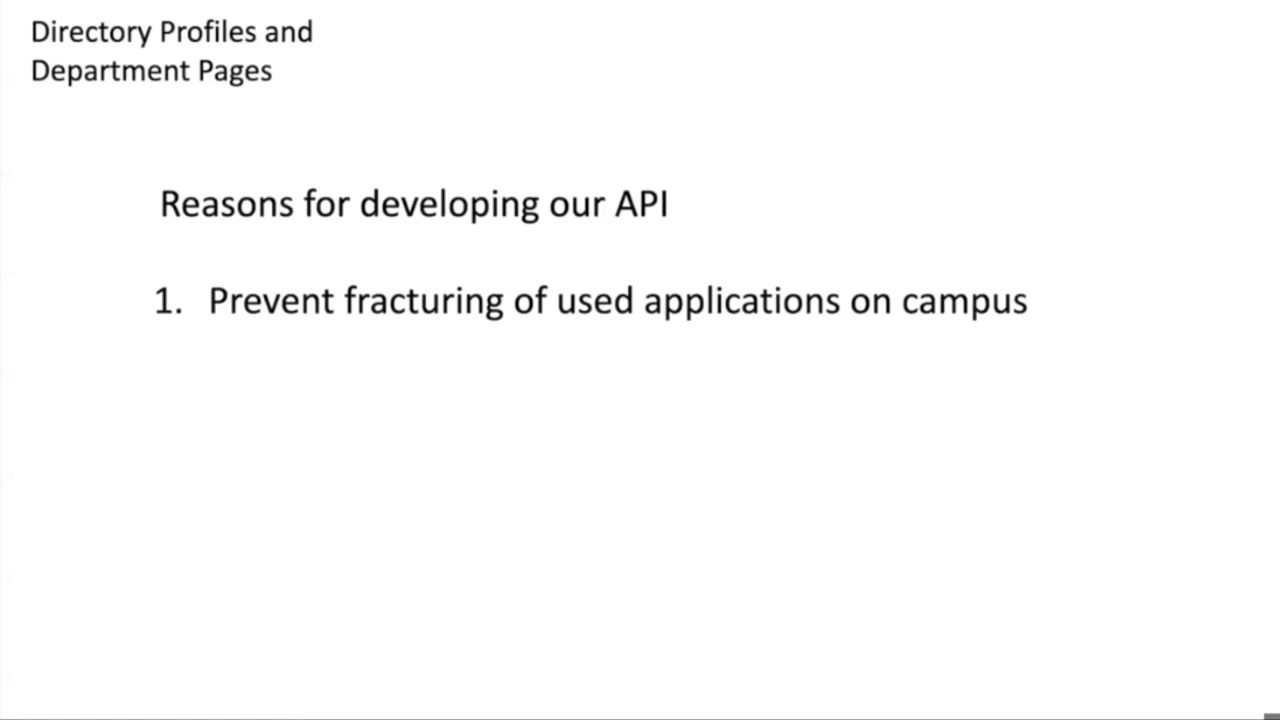 Directory Profiles and
Department Pages
Reasons for developing our API
1. Prevent fracturing of used applications on campus